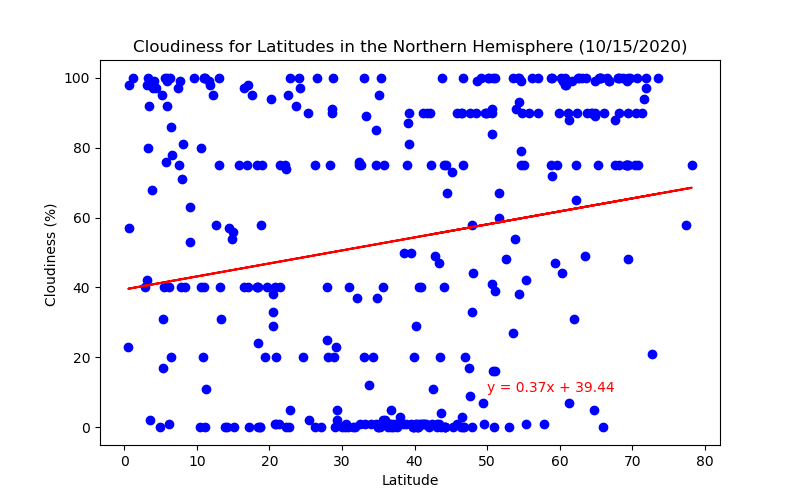 Cloudiness for Latitudes in the Northern Hemisphere (10/15/2020)
Cloudiness (%)
100
80
60
40
20
0
y = 0.37x + 39.44
0 10 20 30 40 50 60 70 80
Latitude